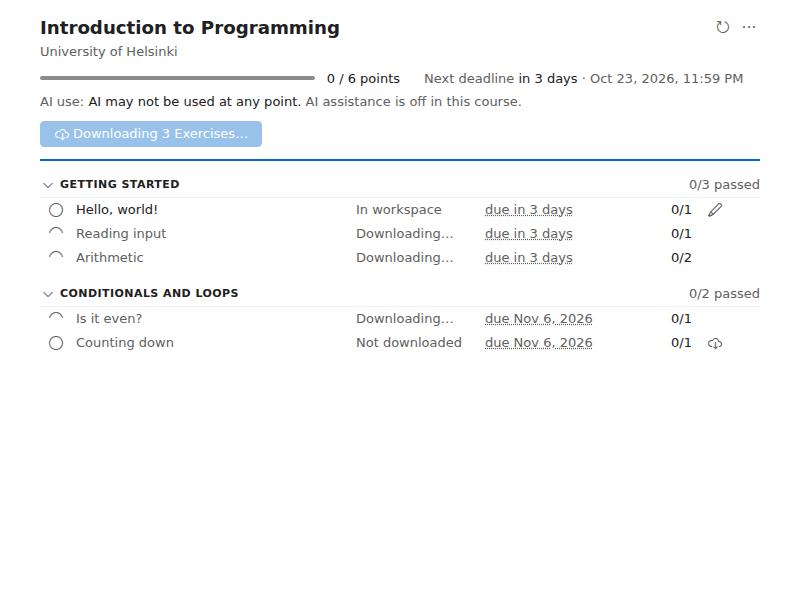 Introduction to Programming
University of Helsinki
0 / 6 points Next deadline in 3 days · Oct 23, 2026, 11:59 PM
AI use: AI may not be used at any point. AI assistance is off in this course.
Downloading 3 Exercises…
GETTING STARTED 0/3 passed
Hello, world! In workspace due in 3 days 0/1
Reading input Downloading… due in 3 days 0/1
Arithmetic Downloading… due in 3 days 0/2
CONDITIONALS AND LOOPS 0/2 passed
Is it even? Downloading… due Nov 6, 2026 0/1
Counting down Not downloaded due Nov 6, 2026 0/1